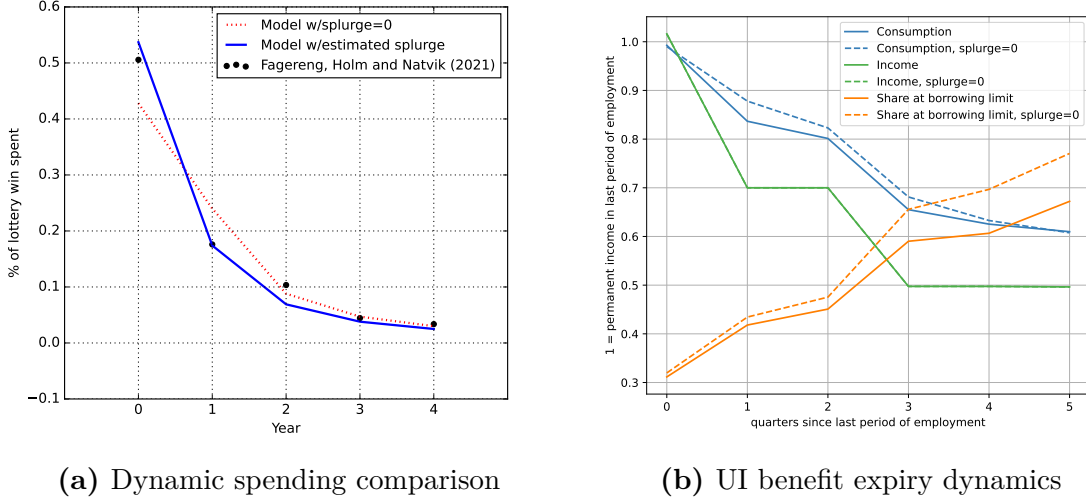 Model w/splurge=0
Model w/estimated splurge
Fagereng, Holm and Natvik (2021)
0.6
0.5
0.4
0.3
0.2
0.1
0.0
−0.1
% of lottery win spent
0 1 2 3 4
Year
(a) Dynamic spending comparison
Consumption
Consumption, splurge=0
Income
Income, splurge=0
Share at borrowing limit
Share at borrowing limit, splurge=0
1.0
0.9
0.8
0.7
0.6
0.5
0.4
0.3
1 = permanent income in last period of employment
0 1 2 3 4 5
quarters since last period of employment
(b) UI benefit expiry dynamics